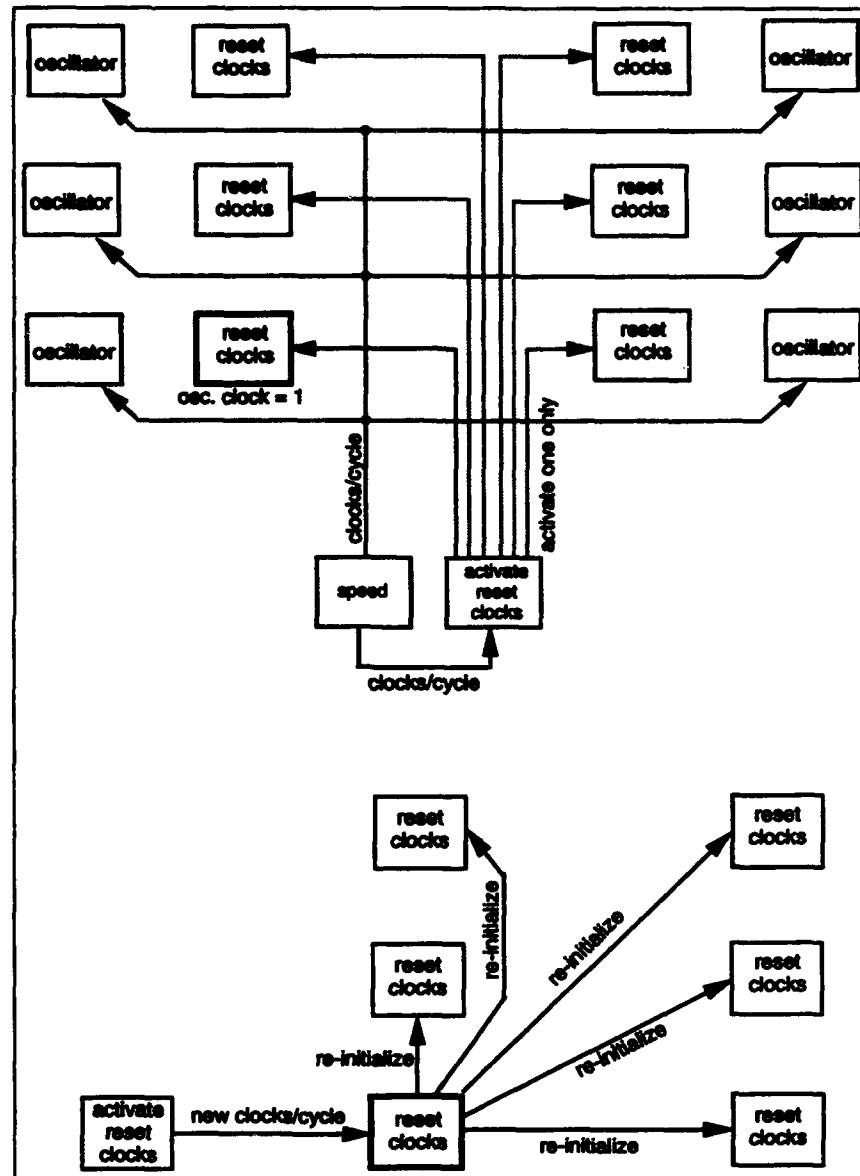 oscillator
reset
clocks
reset
clocks
oscillator
oscillator
reset
clocks
reset
clocks
oscillator
oscillator
reset
clocks
osc. clock = 1
reset
clocks
oscillator
clocks/cycle
activate one only
speed
activate
reset
clocks
clocks/cycle
reset
clocks
reset
clocks
re-initialize
re-initialize
reset
clocks
reset
clocks
re-initialize
re-initialize
activate
reset
clocks
new clocks/cycle
reset
clocks
re-initialize
reset
clocks